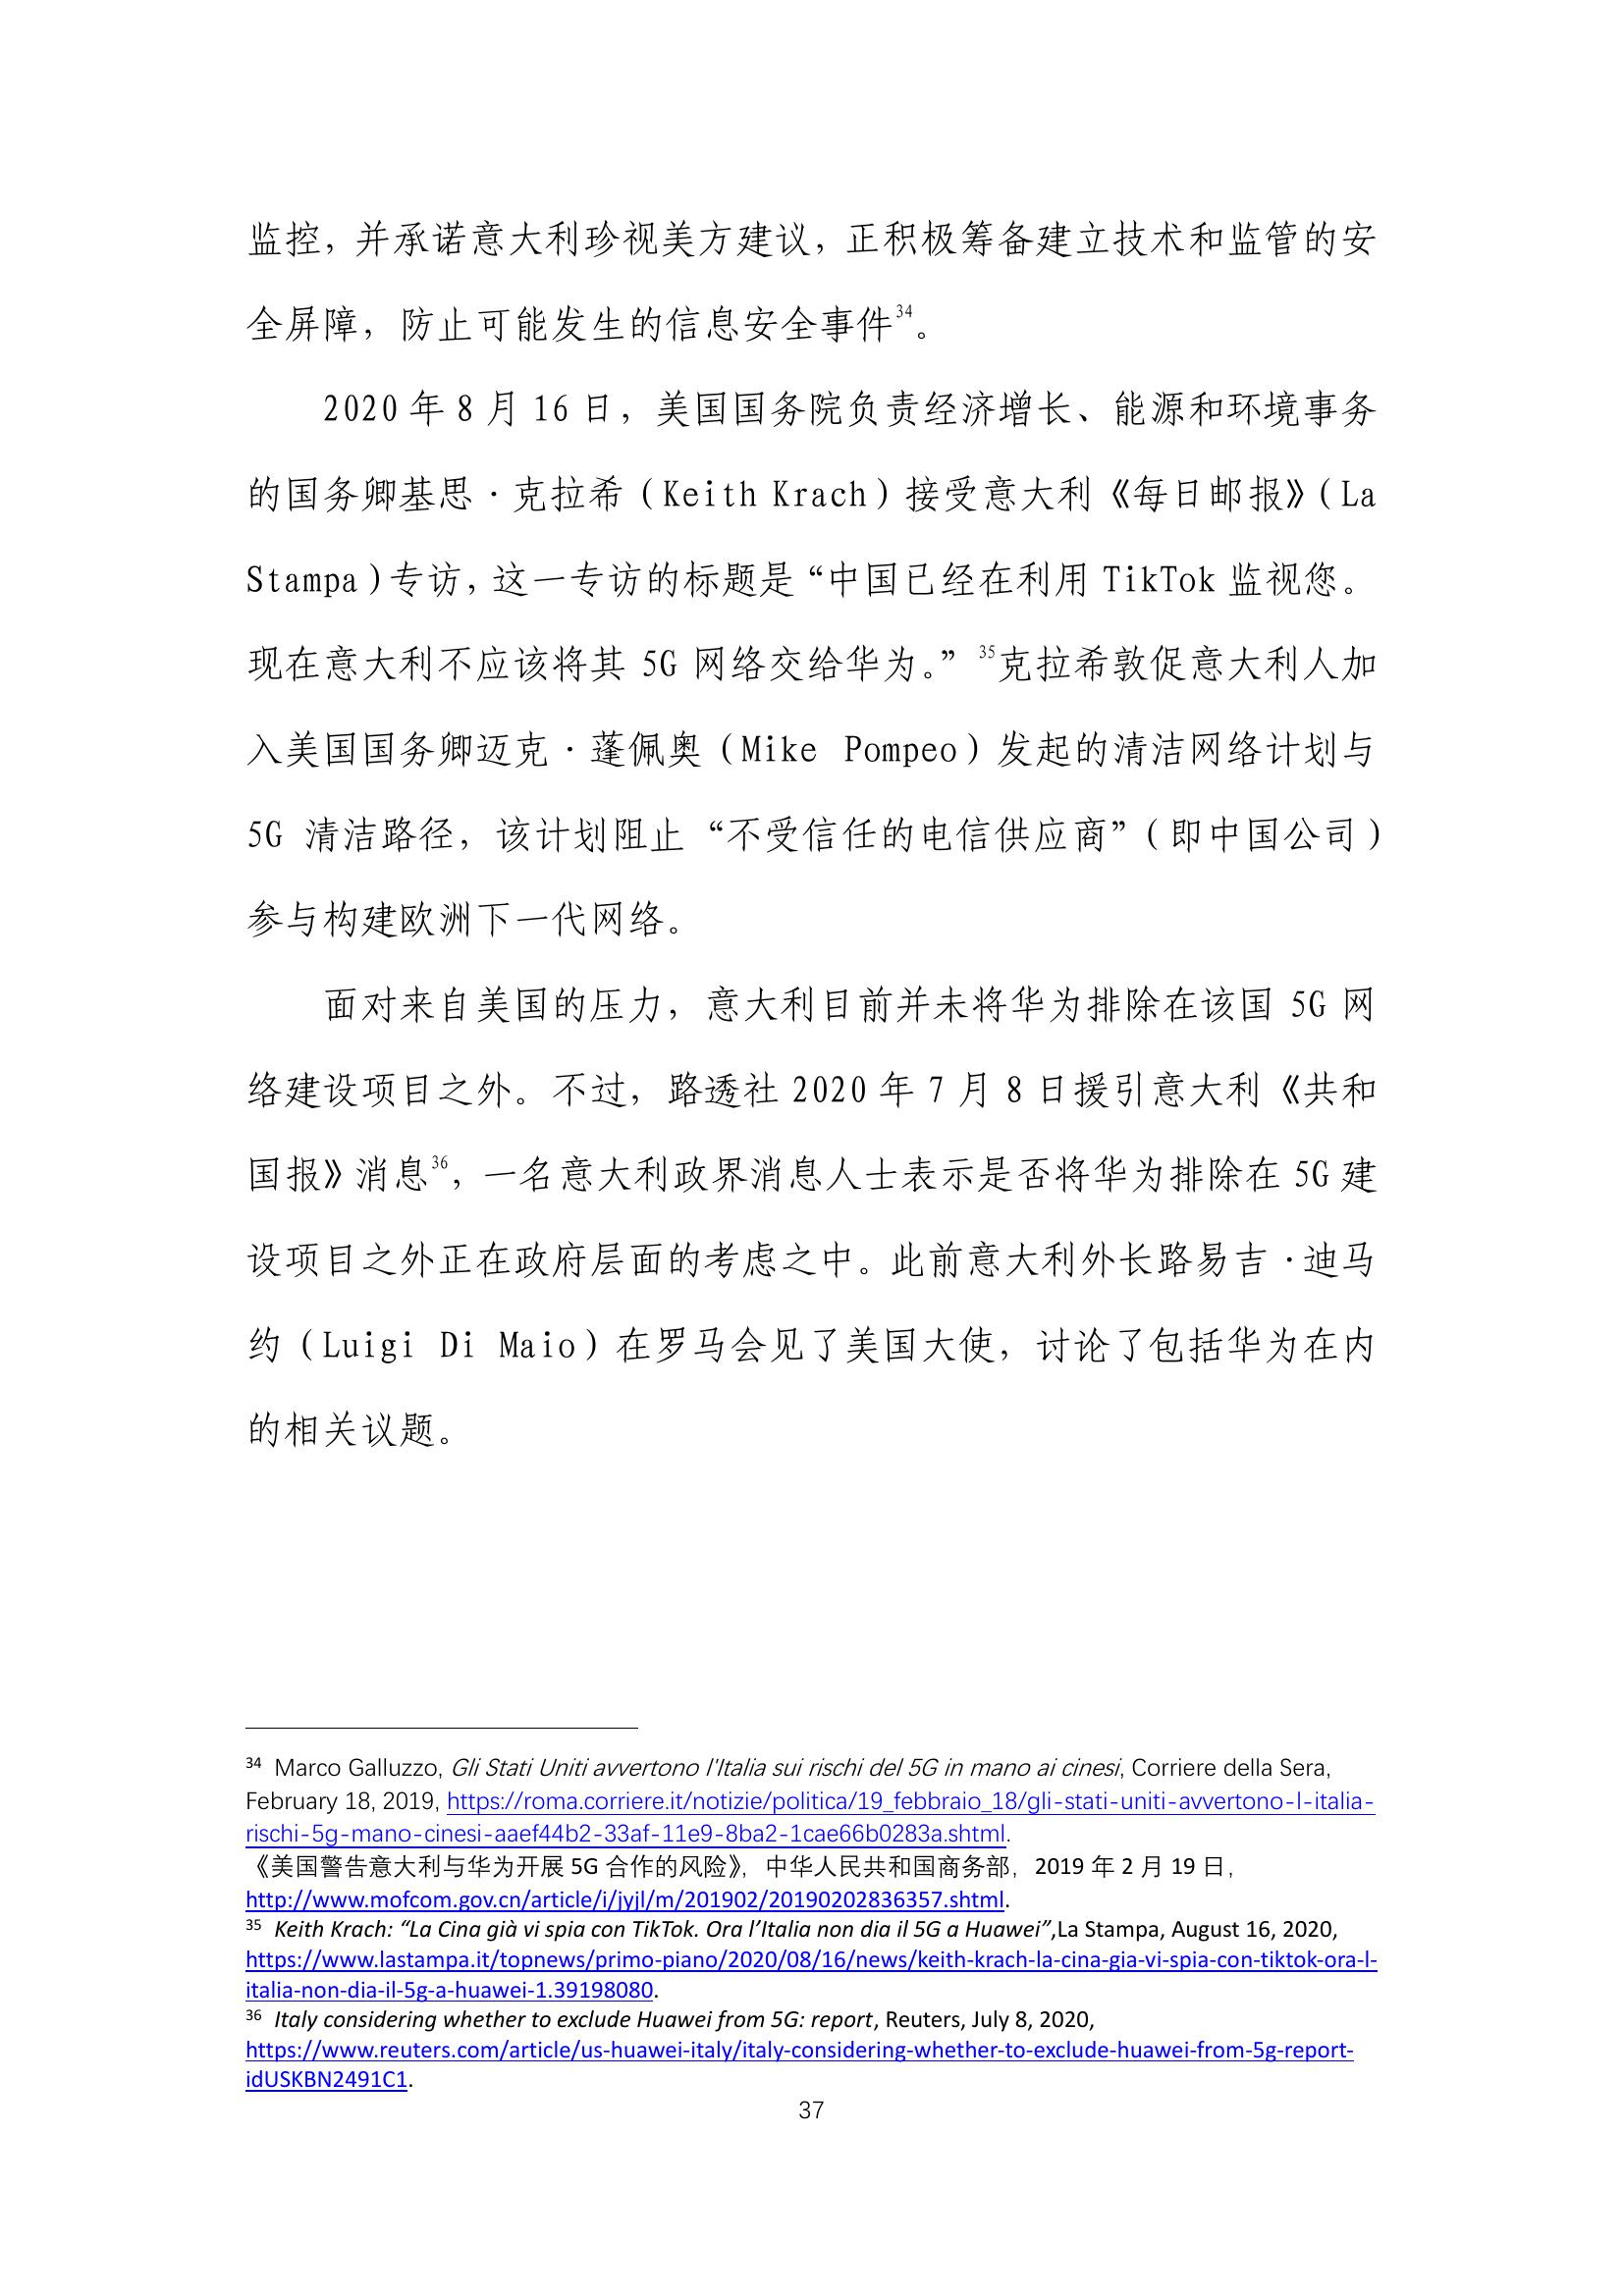 监控，并承诺意大利珍视美方建议，正积极筹备建立技术和监管的安
全屏障，防止可能发生的信息安全事件34。
2020 年 8 月 16 日，美国国务院负责经济增长、能源和环境事务
的国务卿基思·克拉希（Keith Krach）接受意大利《每日邮报》（La
Stampa）专访，这一专访的标题是“中国已经在利用 TikTok 监视您。
现在意大利不应该将其 5G 网络交给华为。”35克拉希敦促意大利人加
入美国国务卿迈克·蓬佩奥（Mike Pompeo）发起的清洁网络计划与
5G 清洁路径，该计划阻止“不受信任的电信供应商”（即中国公司）
参与构建欧洲下一代网络。
面对来自美国的压力，意大利目前并未将华为排除在该国 5G 网
络建设项目之外。不过，路透社 2020 年 7 月 8 日援引意大利《共和
国报》消息36，一名意大利政界消息人士表示是否将华为排除在 5G 建
设项目之外正在政府层面的考虑之中。此前意大利外长路易吉·迪马
约（Luigi Di Maio）在罗马会见了美国大使，讨论了包括华为在内
的相关议题。
34 Marco Galluzzo, Gli Stati Uniti avvertono l'Italia sui rischi del 5G in mano ai cinesi, Corriere della Sera,
February 18, 2019, https://roma.corriere.it/notizie/politica/19_febbraio_18/gli-stati-uniti-avvertono-l-italia-
rischi-5g-mano-cinesi-aaef44b2-33af-11e9-8ba2-1cae66b0283a.shtml.
《美国警告意大利与华为开展 5G 合作的风险》，中华人民共和国商务部，2019 年 2 月 19 日，
http://www.mofcom.gov.cn/article/i/jyjl/m/201902/20190202836357.shtml.
35 Keith Krach: “La Cina già vi spia con TikTok. Ora l’Italia non dia il 5G a Huawei”,La Stampa, August 16, 2020,
https://www.lastampa.it/topnews/primo-piano/2020/08/16/news/keith-krach-la-cina-gia-vi-spia-con-tiktok-ora-l-
italia-non-dia-il-5g-a-huawei-1.39198080.
36 Italy considering whether to exclude Huawei from 5G: report, Reuters, July 8, 2020,
https://www.reuters.com/article/us-huawei-italy/italy-considering-whether-to-exclude-huawei-from-5g-report-
idUSKBN2491C1.
37